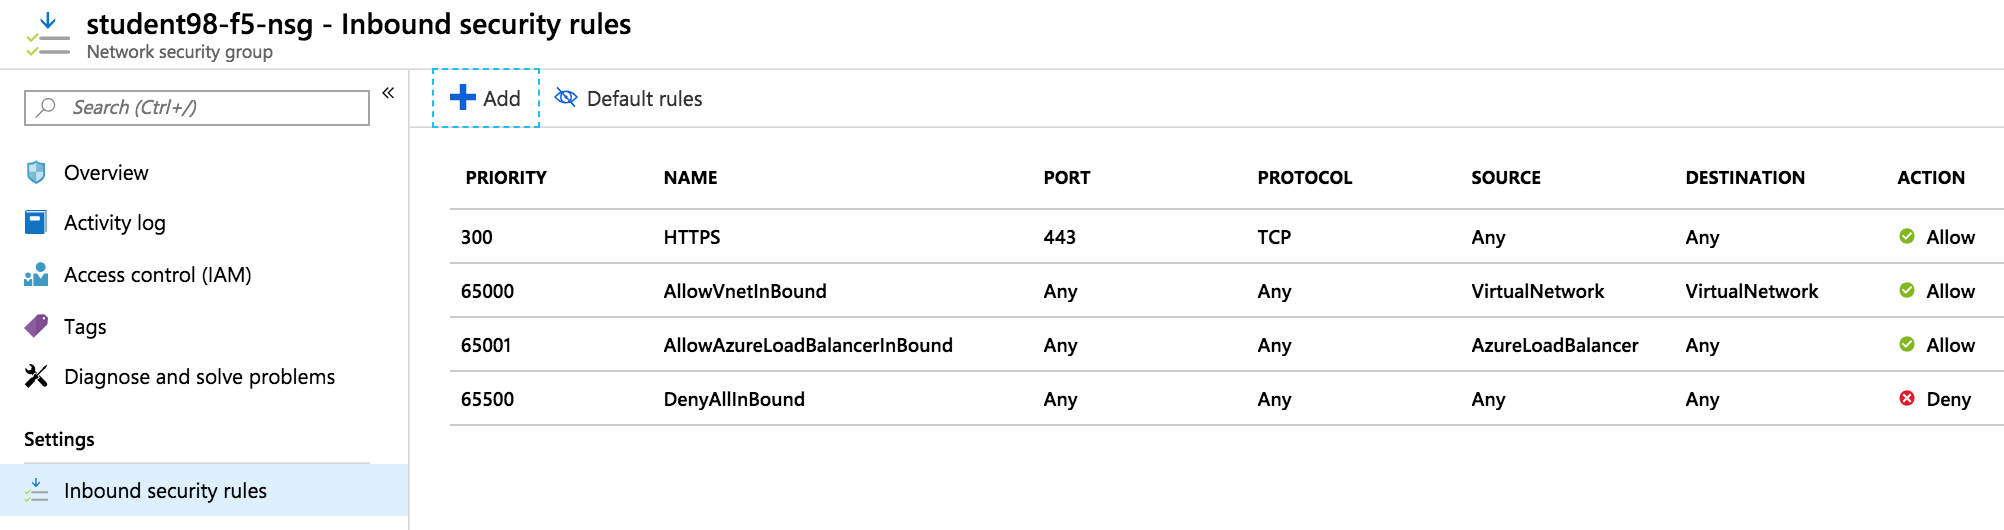 student98-f5-nsg - Inbound security rules
Network security group
Search (Ctrl+/)
«
Add
Default rules
Overview
Activity log
Access control (IAM)
Tags
Diagnose and solve problems
Settings
Inbound security rules
PRIORITY NAME PORT PROTOCOL SOURCE DESTINATION ACTION
300 HTTPS 443 TCP Any Any Allow
65000 AllowVnetInBound Any Any VirtualNetwork VirtualNetwork Allow
65001 AllowAzureLoadBalancerInBound Any Any AzureLoadBalancer Any Allow
65500 DenyAllInBound Any Any Any Any Deny